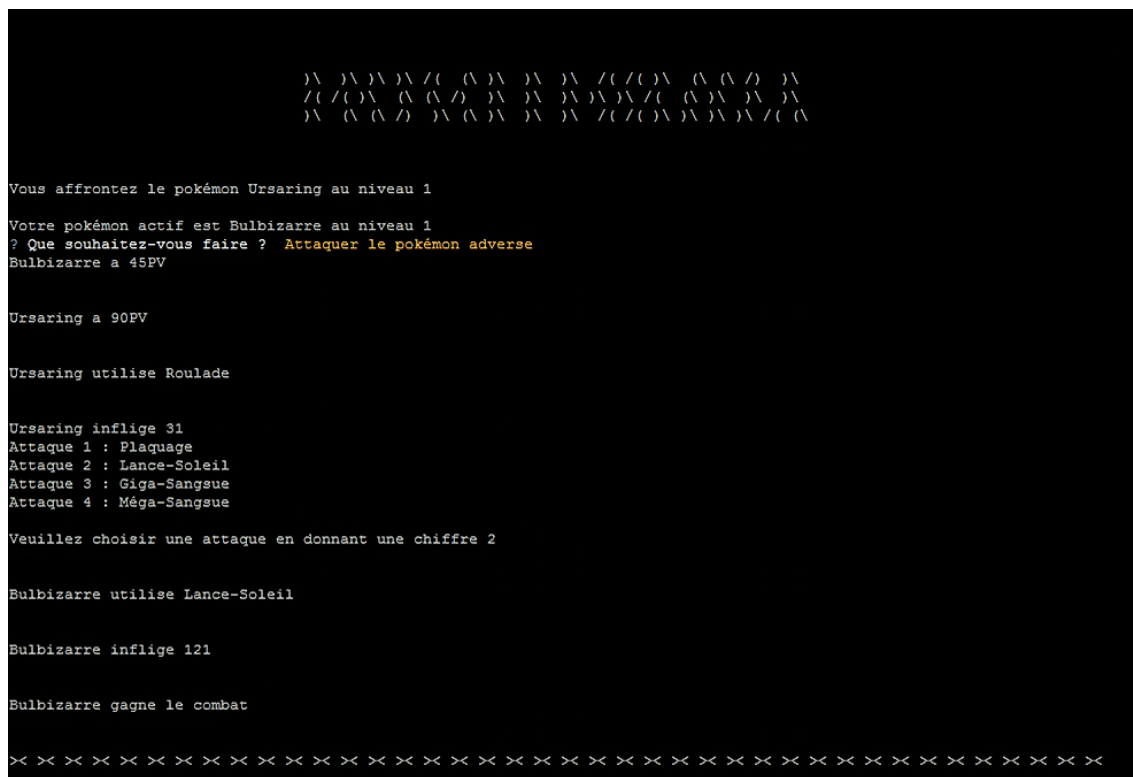 Vous affrontez le pokémon Ursaring au niveau 1
Votre pokémon actif est Bulbizarre au niveau 1
? Que souhaitez-vous faire ? Attaquer le pokémon adverse
Bulbizarre a 45PV
Ursaring a 90PV
Ursaring utilise Roulade
Ursaring inflige 31
Attaque 1 : Plaquage
Attaque 2 : Lance-Soleil
Attaque 3 : Giga-Sangsue
Attaque 4 : Méga-Sangsue
Veuillez choisir une attaque en donnant une chiffre 2
Bulbizarre utilise Lance-Soleil
Bulbizarre inflige 121
Bulbizarre gagne le combat